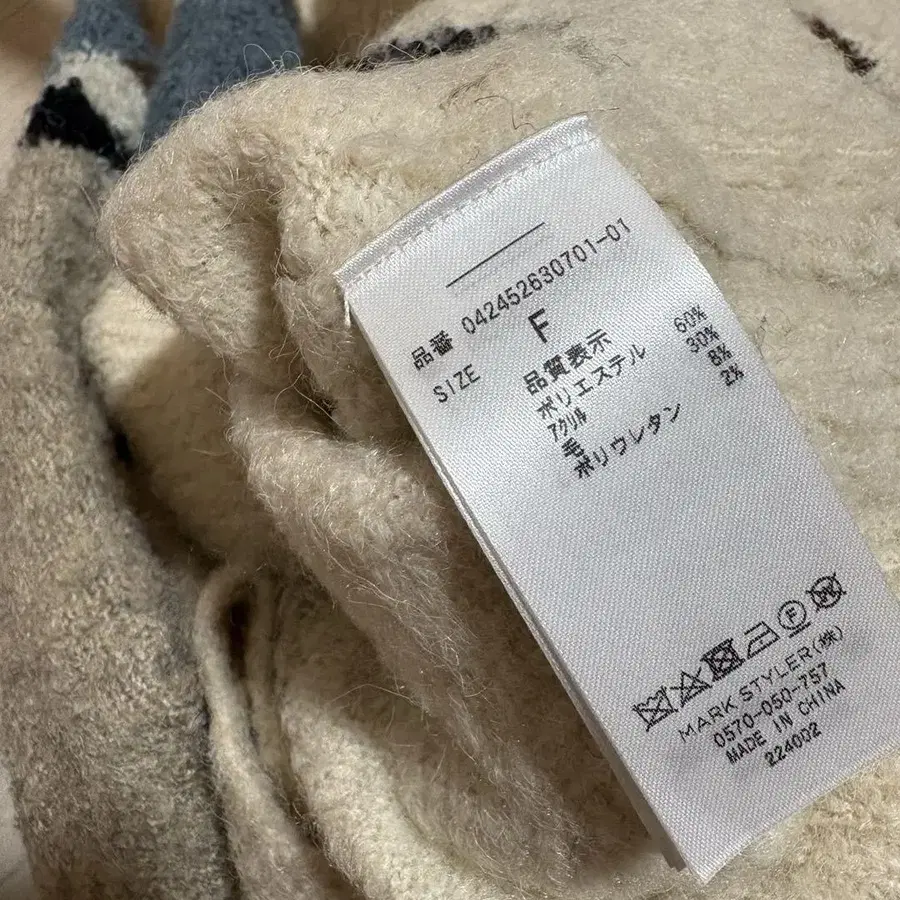 品番 042452630701-01
SIZE F
品質表示
ポリエステル 60%
アクリル 30%
毛 8%
ポリウレタン 2%
MARK STYLER(株)
0570-050-757
MADE IN CHINA
224002